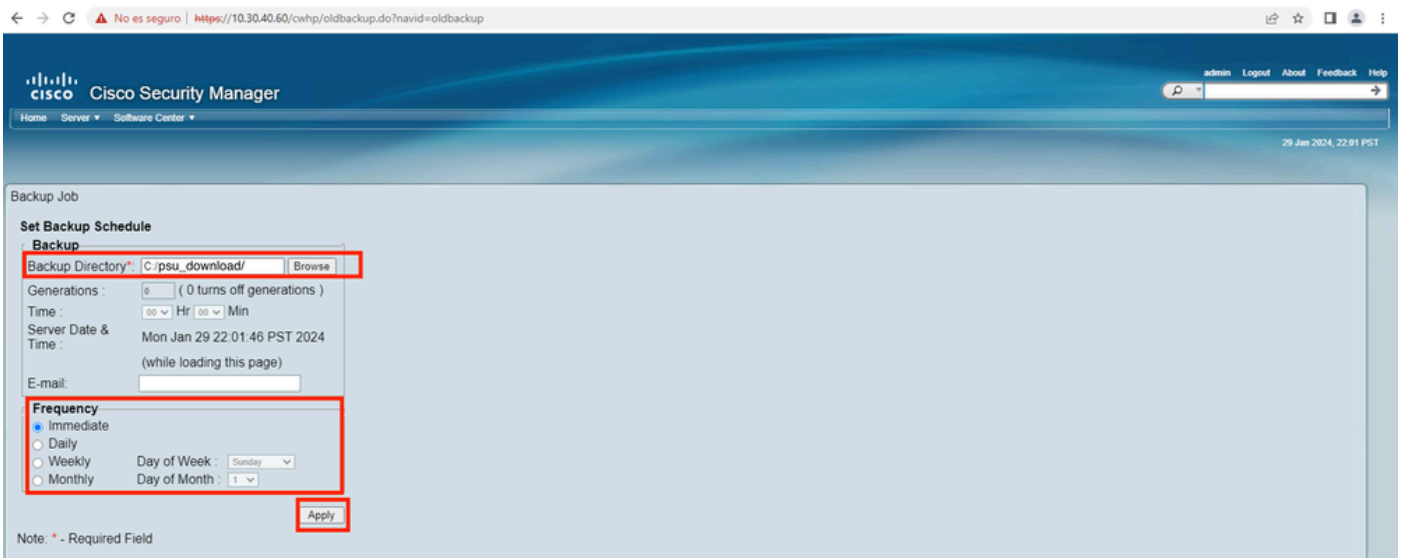 No es seguro | https://10.30.40.60/cwhp/oldbackup.do?navid=oldbackup
admin Logout About Feedback Help
CISCO Cisco Security Manager
Home Server Software Center
29 Jan 2024, 22:01 PST
Backup Job
Set Backup Schedule
Backup
Backup Directory*: C:/psu_download/ Browse
Generations : 0 ( 0 turns off generations )
Time : 00 Hr 00 Min
Server Date &
Time : Mon Jan 29 22:01:46 PST 2024
(while loading this page)
E-mail:
Frequency
Immediate
Daily
Weekly Day of Week : Sunday
Monthly Day of Month : 1
Apply
Note: * - Required Field